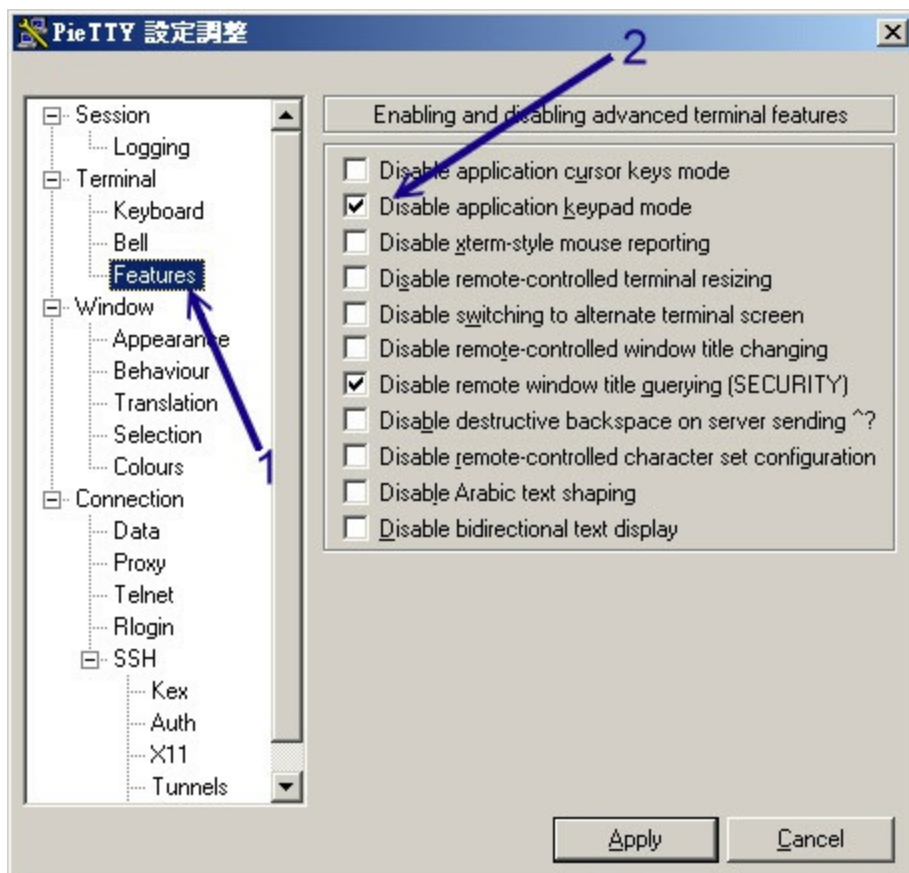 PieTTY 設定調整
2
Session
Logging
Terminal
Keyboard
Bell
Features
Window
Appearance
Behaviour
Translation
Selection
Colours
1
Connection
Data
Proxy
Telnet
Rlogin
SSH
Kex
Auth
X11
Tunnels
Enabling and disabling advanced terminal features
Disable application cursor keys mode
Disable application keypad mode
Disable xterm-style mouse reporting
Disable remote-controlled terminal resizing
Disable switching to alternate terminal screen
Disable remote-controlled window title changing
Disable remote window title querying (SECURITY)
Disable destructive backspace on server sending ^?
Disable remote-controlled character set configuration
Disable Arabic text shaping
Disable bidirectional text display
Apply
Cancel